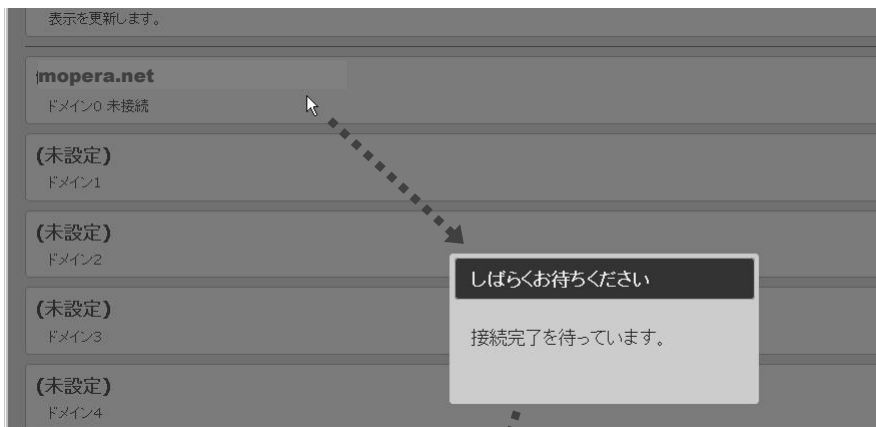 表示を更新します。
mopera.net
ドメイン0 未接続
(未設定)
ドメイン1
(未設定)
ドメイン2
(未設定)
ドメイン3
(未設定)
ドメイン4
しばらくお待ちください
接続完了を待っています。